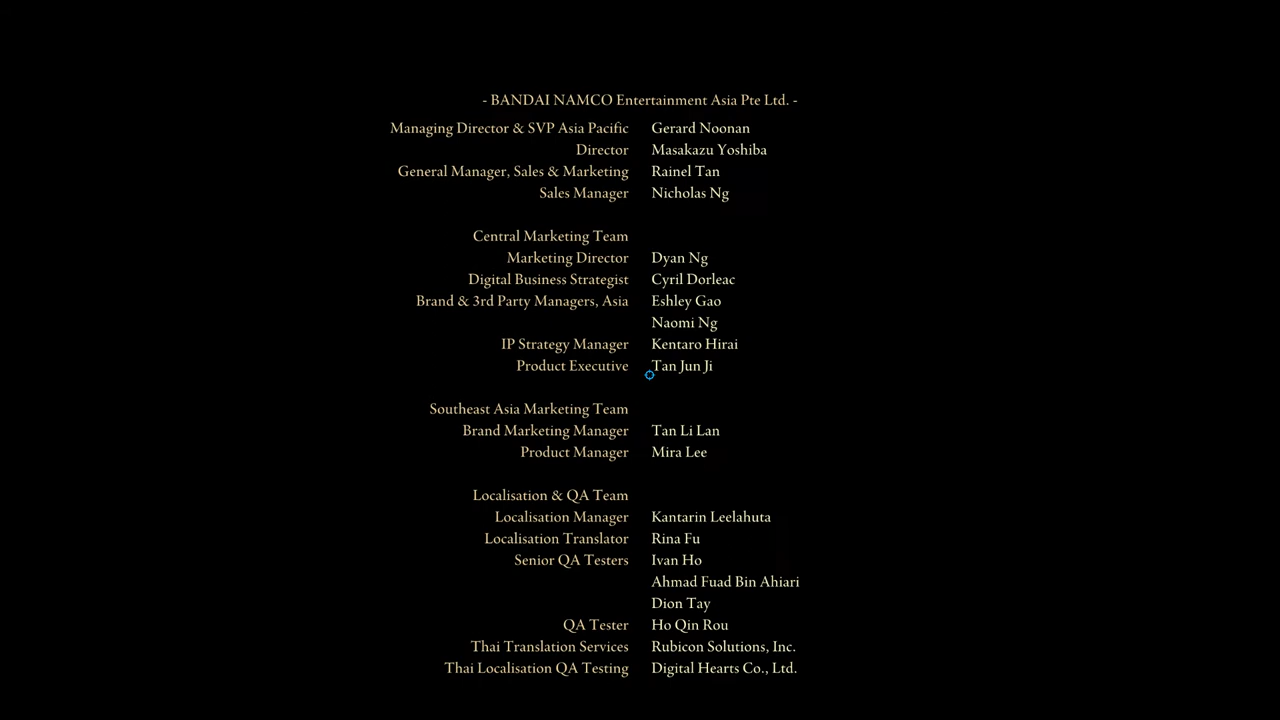 - BANDAI NAMCO Entertainment Asia Pte Ltd. -
Managing Director & SVP Asia Pacific Gerard Noonan
Director Masakazu Yoshiba
General Manager, Sales & Marketing Rainel Tan
Sales Manager Nicholas Ng
Central Marketing Team
Marketing Director Dyan Ng
Digital Business Strategist Cyril Dorleac
Brand & 3rd Party Managers, Asia Eshley Gao
Naomi Ng
IP Strategy Manager Kentaro Hirai
Product Executive Tan Jun Ji
Southeast Asia Marketing Team
Brand Marketing Manager Tan Li Lan
Product Manager Mira Lee
Localisation & QA Team
Localisation Manager Kantarin Leelahuta
Localisation Translator Rina Fu
Senior QA Testers Ivan Ho
Ahmad Fuad Bin Ahiari
Dion Tay
QA Tester Ho Qin Rou
Thai Translation Services Rubicon Solutions, Inc.
Thai Localisation QA Testing Digital Hearts Co., Ltd.